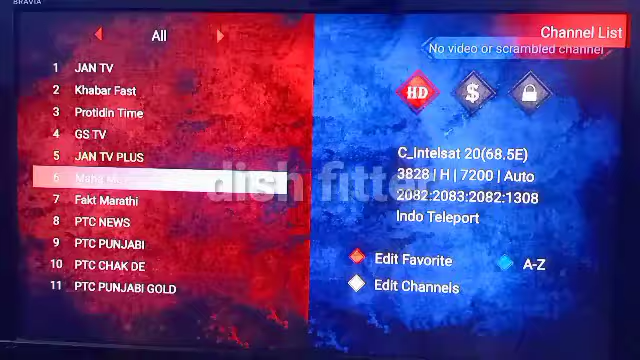 BRAVIA
All
1 JAN TV
2 Khabar Fast
3 Protidin Time
4 GS TV
5 JAN TV PLUS
6
7 Fakt Marathi
8 PTC NEWS
9 PTC PUNJABI
10 PTC CHAK DE
11 PTC PUNJABI GOLD
Channel List
No video or scrambled channel
HD $
C_Intelsat 20(68.5E)
3828 | H | 7200 | Auto
2082:2083:2082:1308
Indo Teleport
Edit Favorite
A-Z
Edit Channels
dish fitter